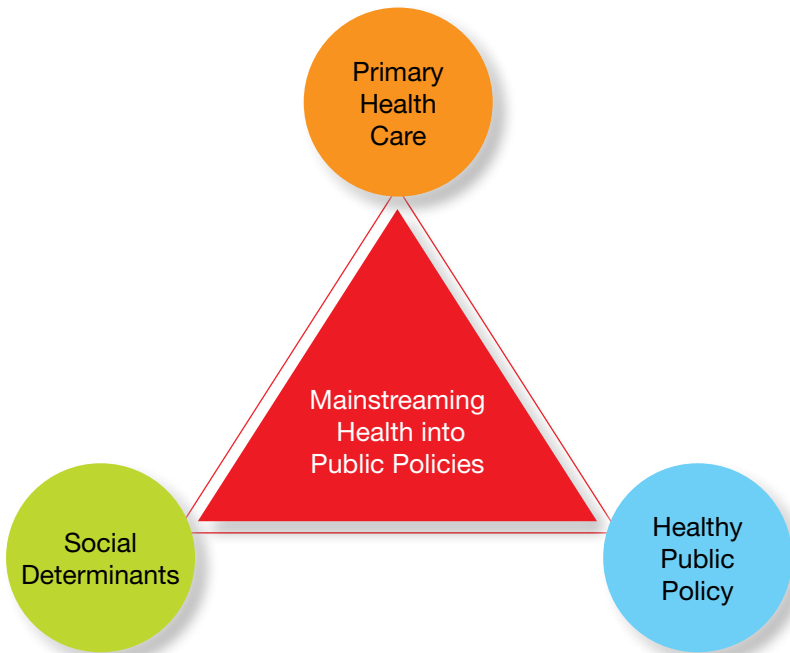 Primary
Health
Care
Mainstreaming
Health into
Public Policies
Social
Determinants
Healthy
Public
Policy